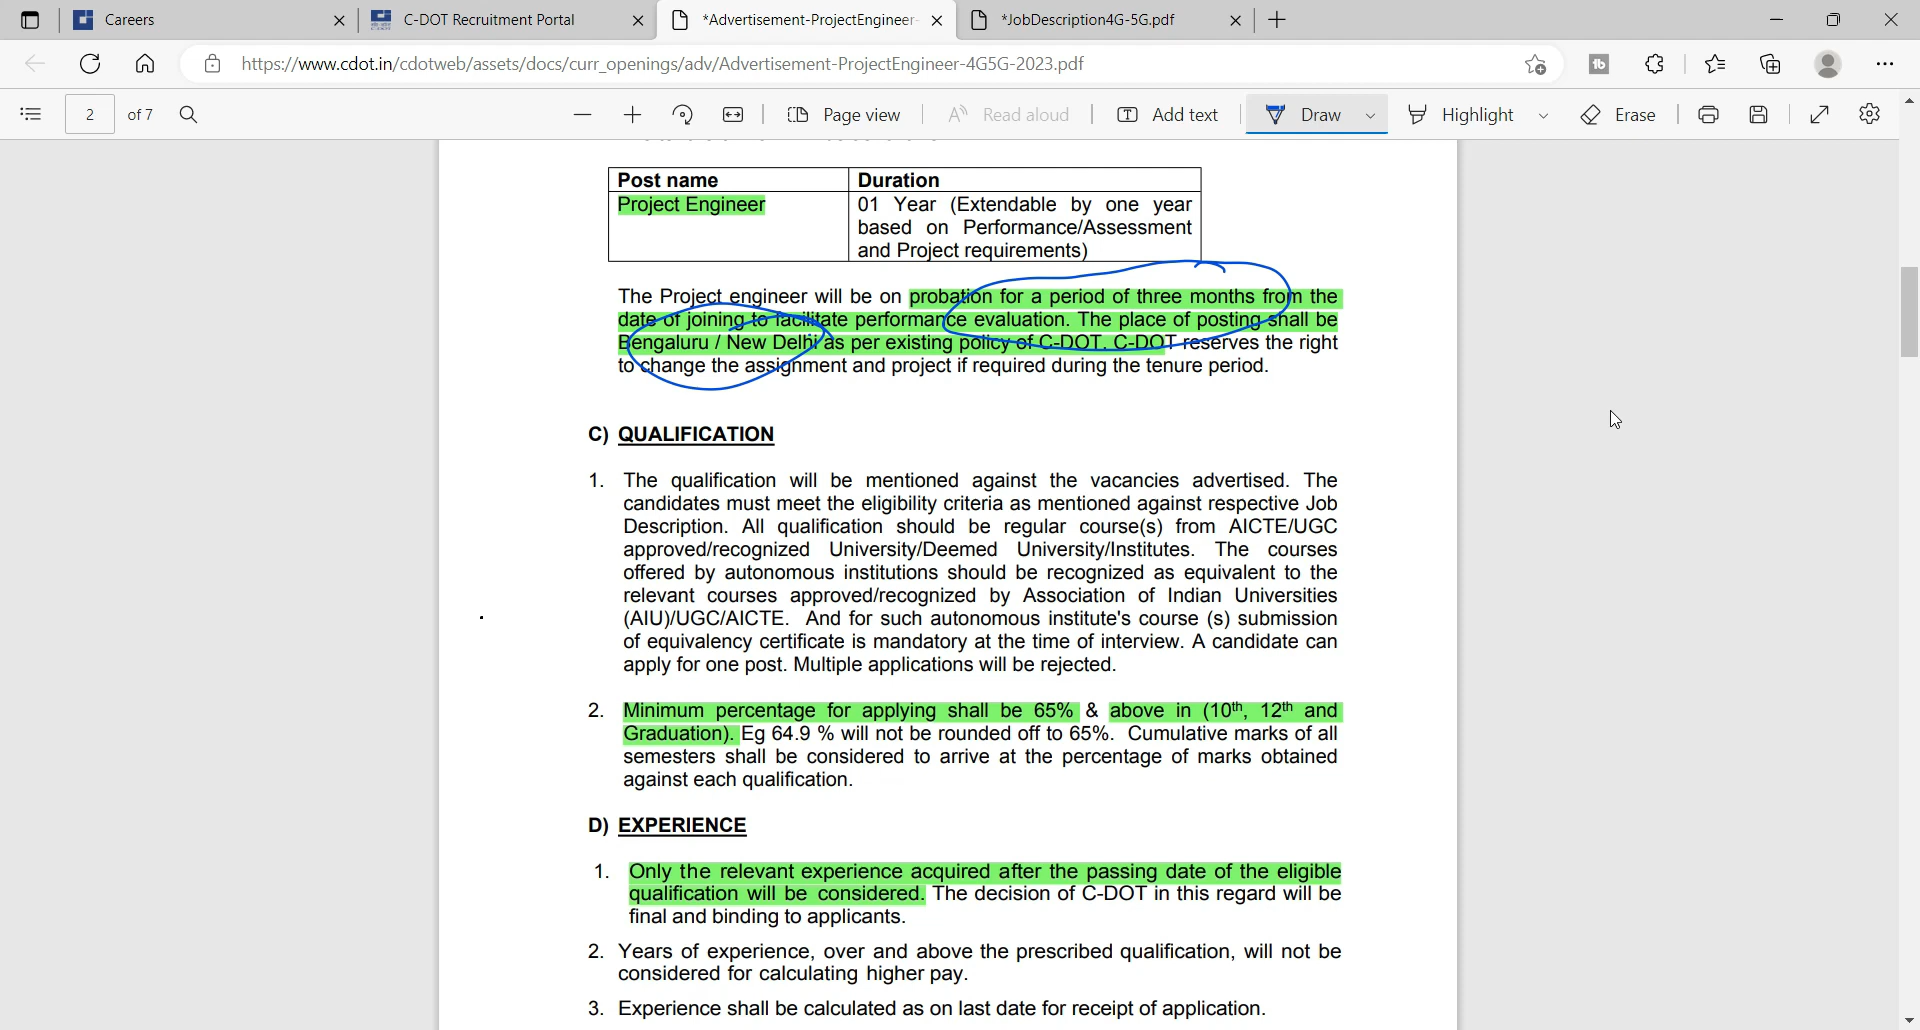 Careers
C-DOT Recruitment Portal
*Advertisement-ProjectEngineer-
*JobDescription4G-5G.pdf
https://www.cdot.in/cdotweb/assets/docs/curr_openings/adv/Advertisement-ProjectEngineer-4G5G-2023.pdf
2 of 7
Page view
Read aloud
Add text
Draw
Highlight
Erase
Post name Duration
Project Engineer 01 Year (Extendable by one year
based on Performance/Assessment
and Project requirements)
The Project engineer will be on probation for a period of three months from the
date of joining to facilitate performance evaluation. The place of posting shall be
Bengaluru / New Delhi as per existing policy of C-DOT. C-DOT reserves the right
to change the assignment and project if required during the tenure period.
C) QUALIFICATION
1. The qualification will be mentioned against the vacancies advertised. The
candidates must meet the eligibility criteria as mentioned against respective Job
Description. All qualification should be regular course(s) from AICTE/UGC
approved/recognized University/Deemed University/Institutes. The courses
offered by autonomous institutions should be recognized as equivalent to the
relevant courses approved/recognized by Association of Indian Universities
(AIU)/UGC/AICTE. And for such autonomous institute's course (s) submission
of equivalency certificate is mandatory at the time of interview. A candidate can
apply for one post. Multiple applications will be rejected.
2. Minimum percentage for applying shall be 65% & above in (10th, 12th and
Graduation). Eg 64.9 % will not be rounded off to 65%. Cumulative marks of all
semesters shall be considered to arrive at the percentage of marks obtained
against each qualification.
D) EXPERIENCE
1. Only the relevant experience acquired after the passing date of the eligible
qualification will be considered. The decision of C-DOT in this regard will be
final and binding to applicants.
2. Years of experience, over and above the prescribed qualification, will not be
considered for calculating higher pay.
3. Experience shall be calculated as on last date for receipt of application.